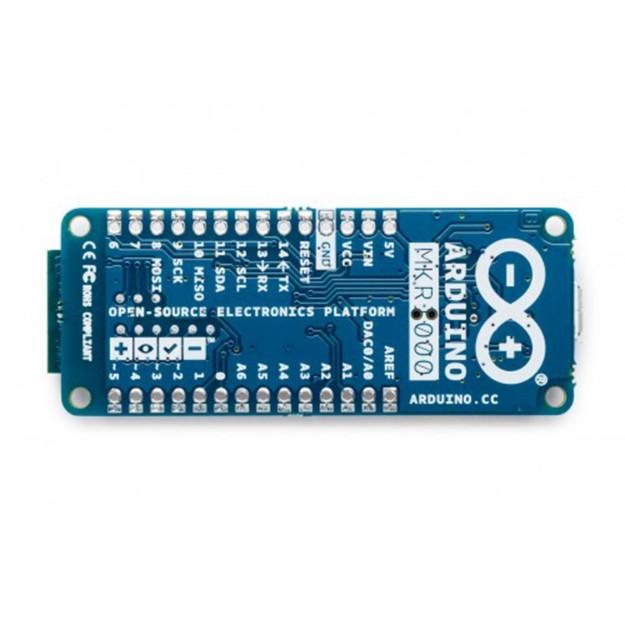 6
7
8 MOSI
9 SCK
10 MISO
11 SDA
12 SCL
13→RX
14←TX
RESET
GND
VCC
VIN
5V
CE FC ROHS COMPLIANT
OPEN-SOURCE ELECTRONICS PLATFORM
ARDUINO
MKR1000
~5
~4
~3
~2
1
0
A6
A5
A4
A3
A2
A1
DAC0/A0
AREF
ARDUINO.CC
®